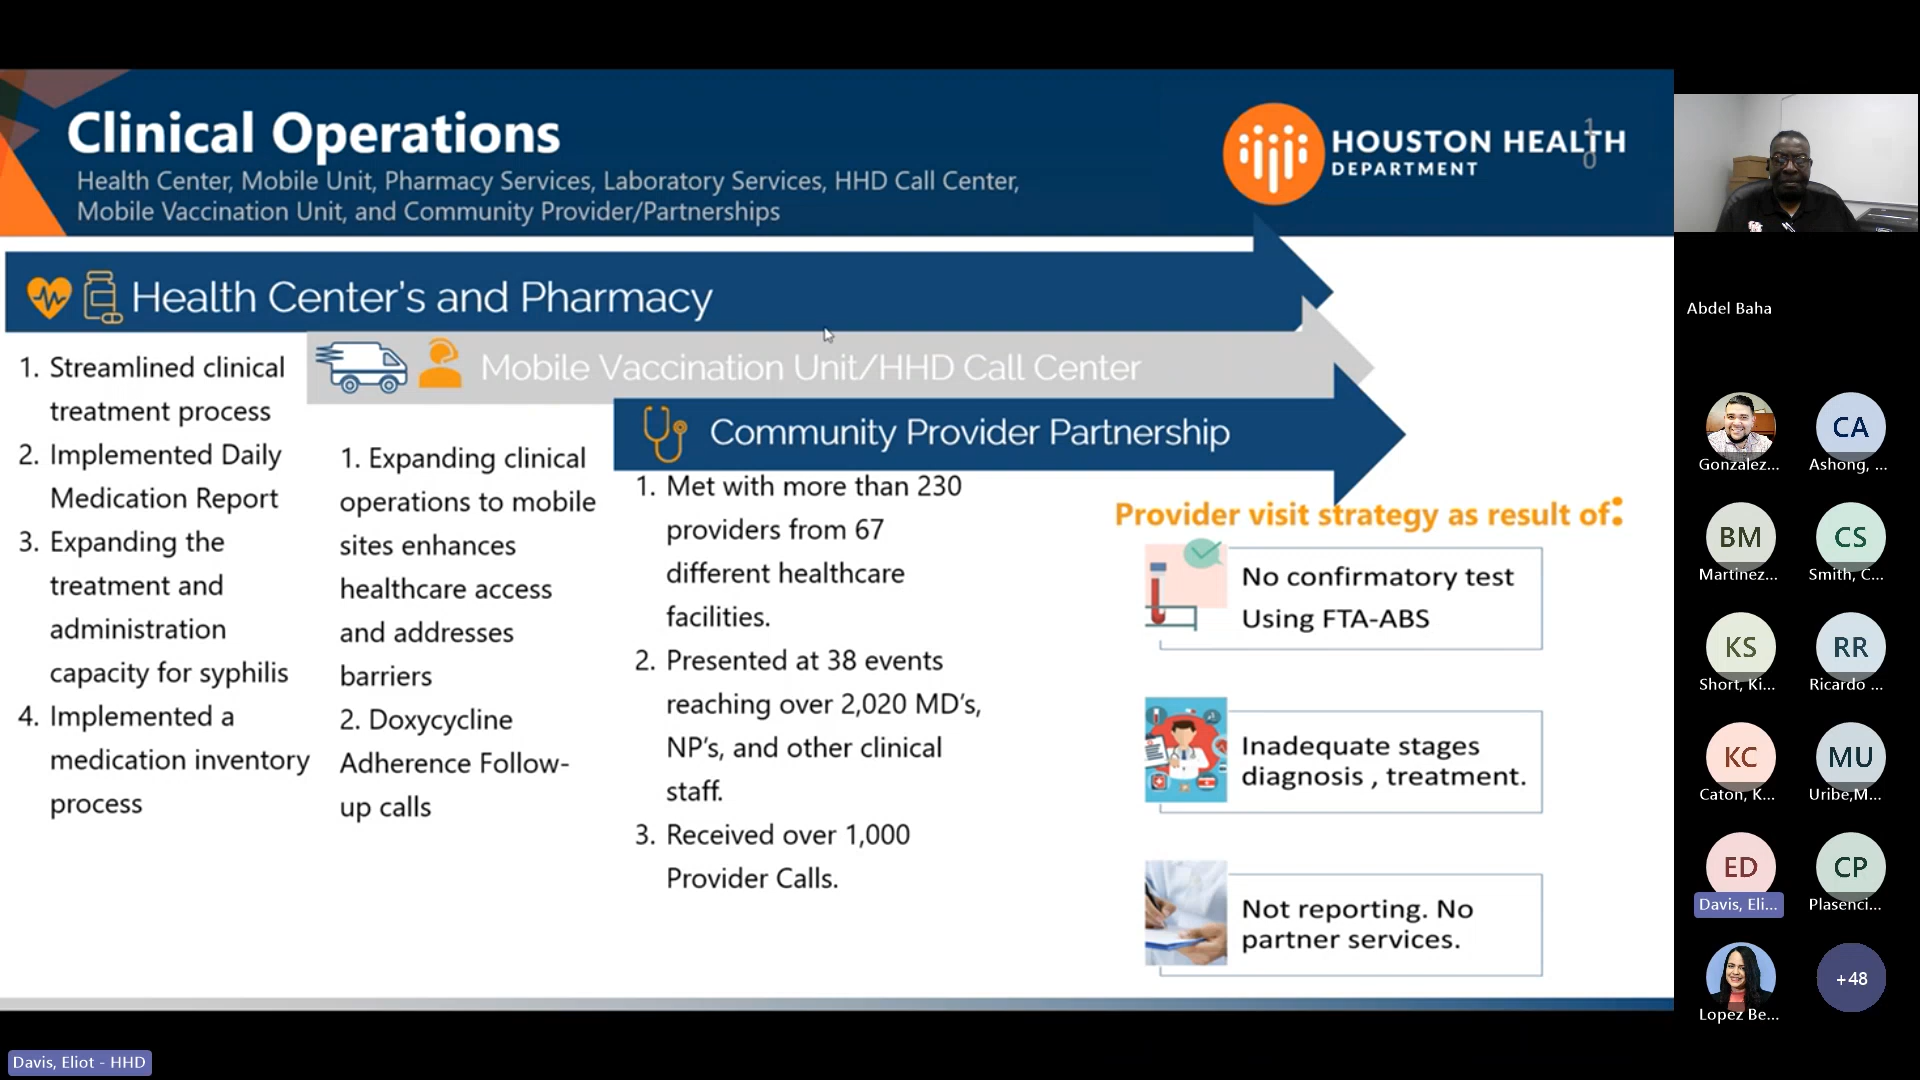 Clinical Operations
Health Center, Mobile Unit, Pharmacy Services, Laboratory Services, HHD Call Center,
Mobile Vaccination Unit, and Community Provider/Partnerships
HOUSTON HEALTH
DEPARTMENT
1
0
Health Center's and Pharmacy
1. Streamlined clinical
treatment process
2. Implemented Daily
Medication Report
3. Expanding the
treatment and
administration
capacity for syphilis
4. Implemented a
medication inventory
process
Mobile Vaccination Unit/HHD Call Center
1. Expanding clinical
operations to mobile
sites enhances
healthcare access
and addresses
barriers
2. Doxycycline
Adherence Follow-
up calls
Community Provider Partnership
1. Met with more than 230
providers from 67
different healthcare
facilities.
2. Presented at 38 events
reaching over 2,020 MD's,
NP's, and other clinical
staff.
3. Received over 1,000
Provider Calls.
Provider visit strategy as result of:
No confirmatory test
Using FTA-ABS
Inadequate stages
diagnosis , treatment.
Not reporting. No
partner services.
Abdel Baha
Gonzalez...
CA
Ashong, ...
BM
Martinez...
CS
Smith, C...
KS
Short, Ki...
RR
Ricardo ...
KC
Caton, K...
MU
Uribe,M...
ED
Davis, Eli...
CP
Plasenci...
Lopez Be...
+48
Davis, Eliot - HHD